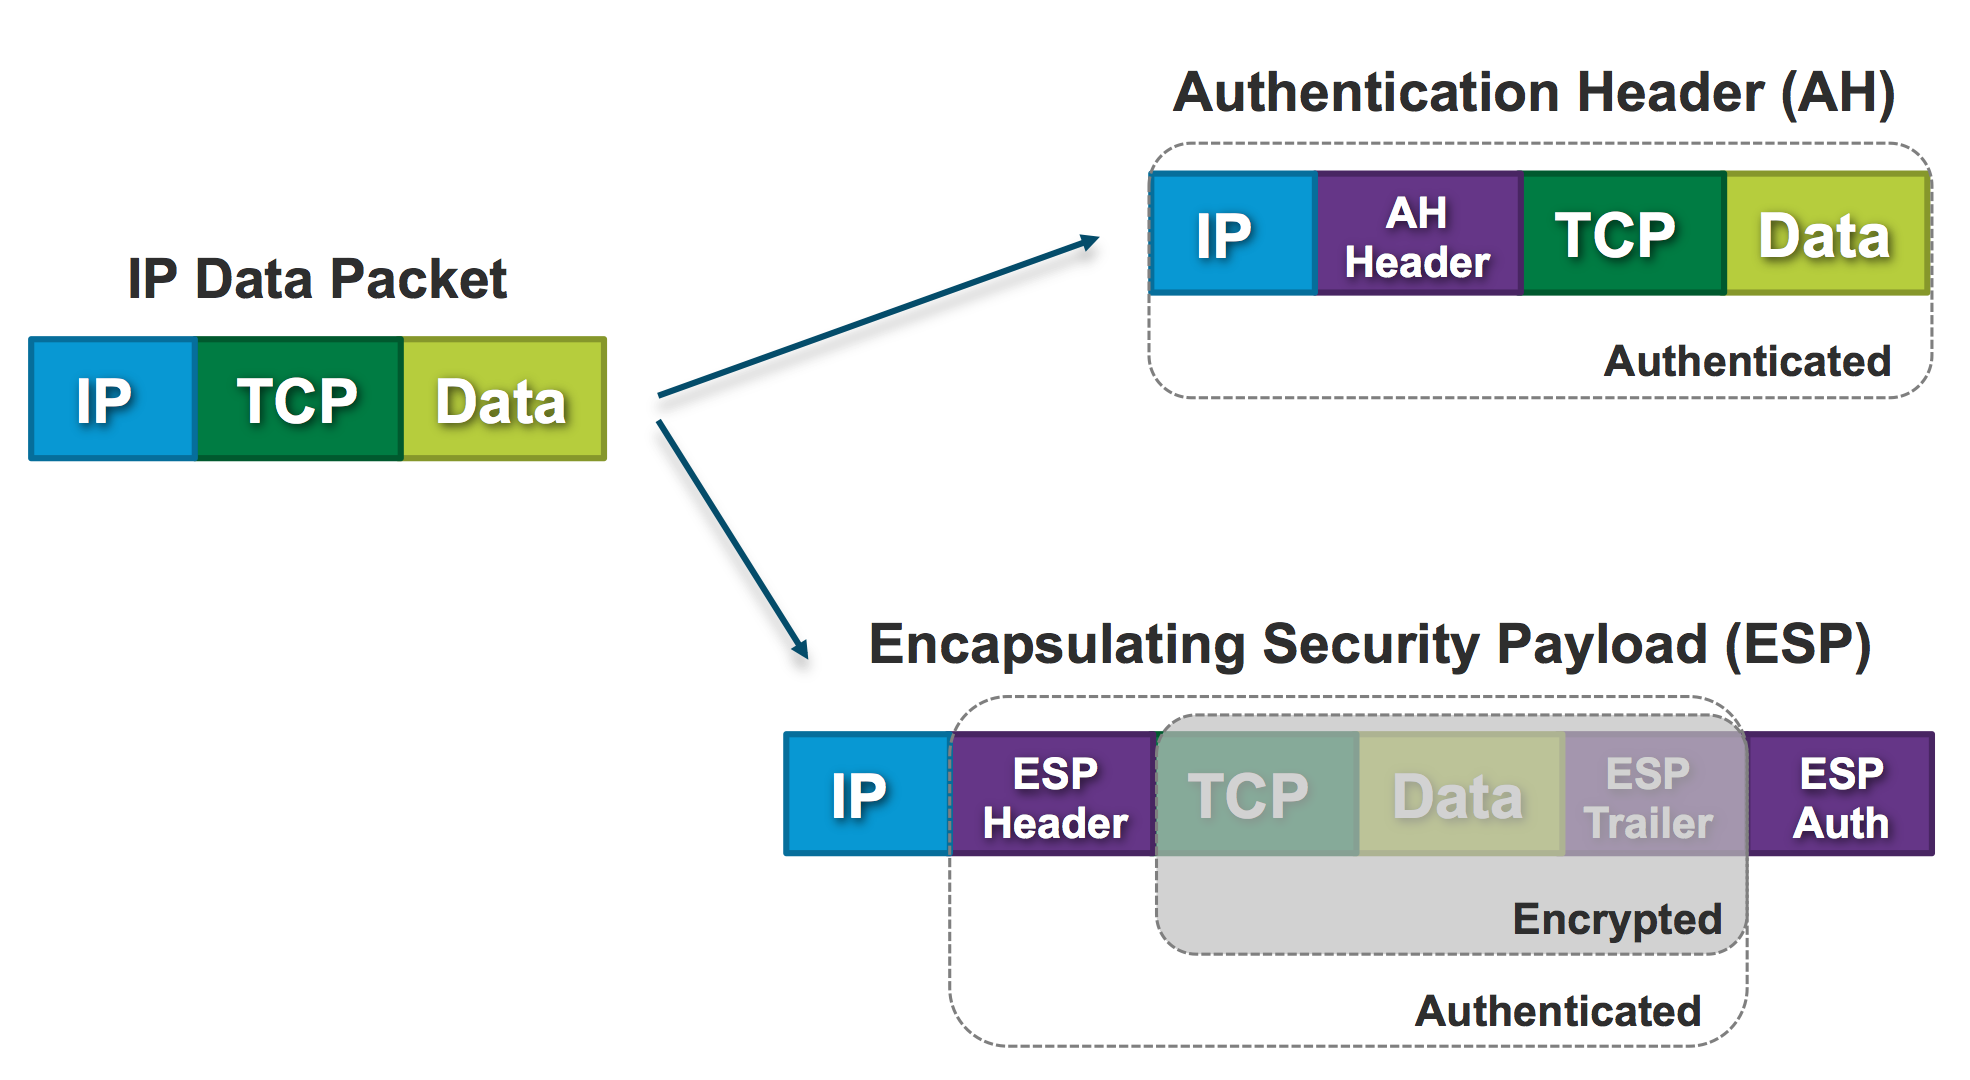 IP Data Packet
IP TCP Data
Authentication Header (AH)
IP AH Header TCP Data
Authenticated
Encapsulating Security Payload (ESP)
IP ESP Header TCP Data ESP Trailer ESP Auth
Encrypted
Authenticated